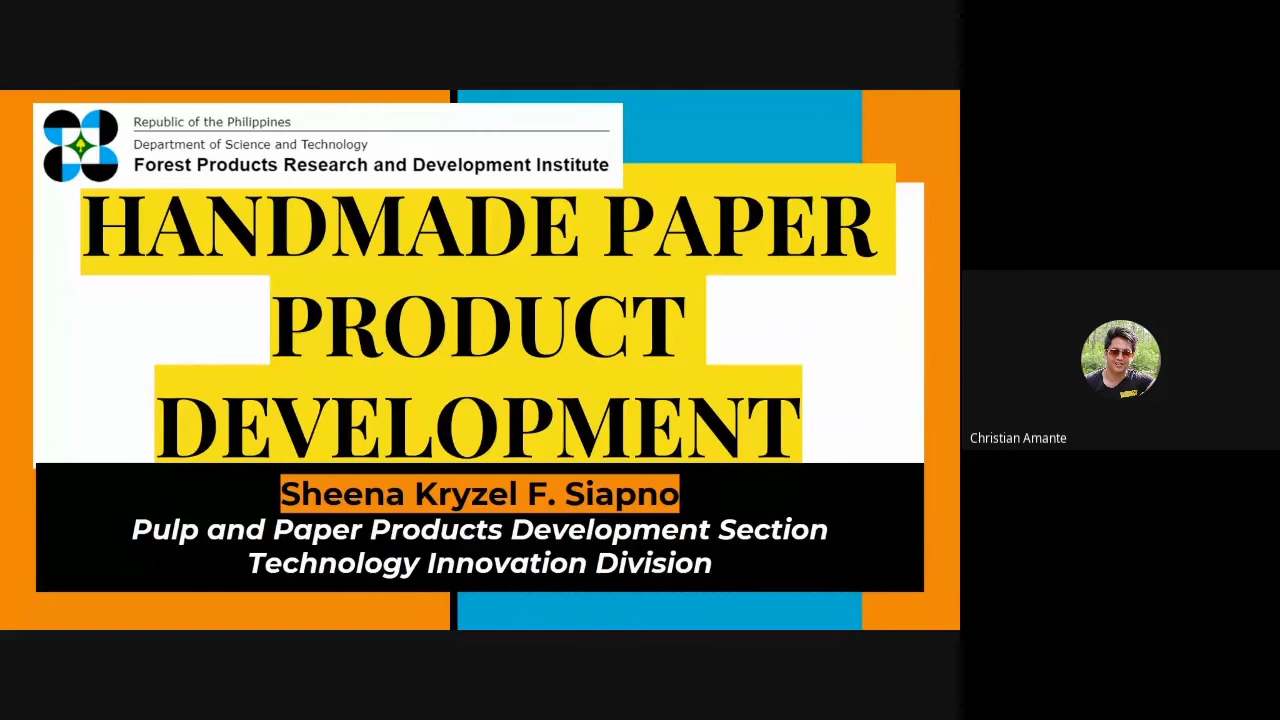 Republic of the Philippines
Department of Science and Technology
Forest Products Research and Development Institute
HANDMADE PAPER
PRODUCT
DEVELOPMENT
Sheena Kryzel F. Siapno
Pulp and Paper Products Development Section
Technology Innovation Division
Christian Amante